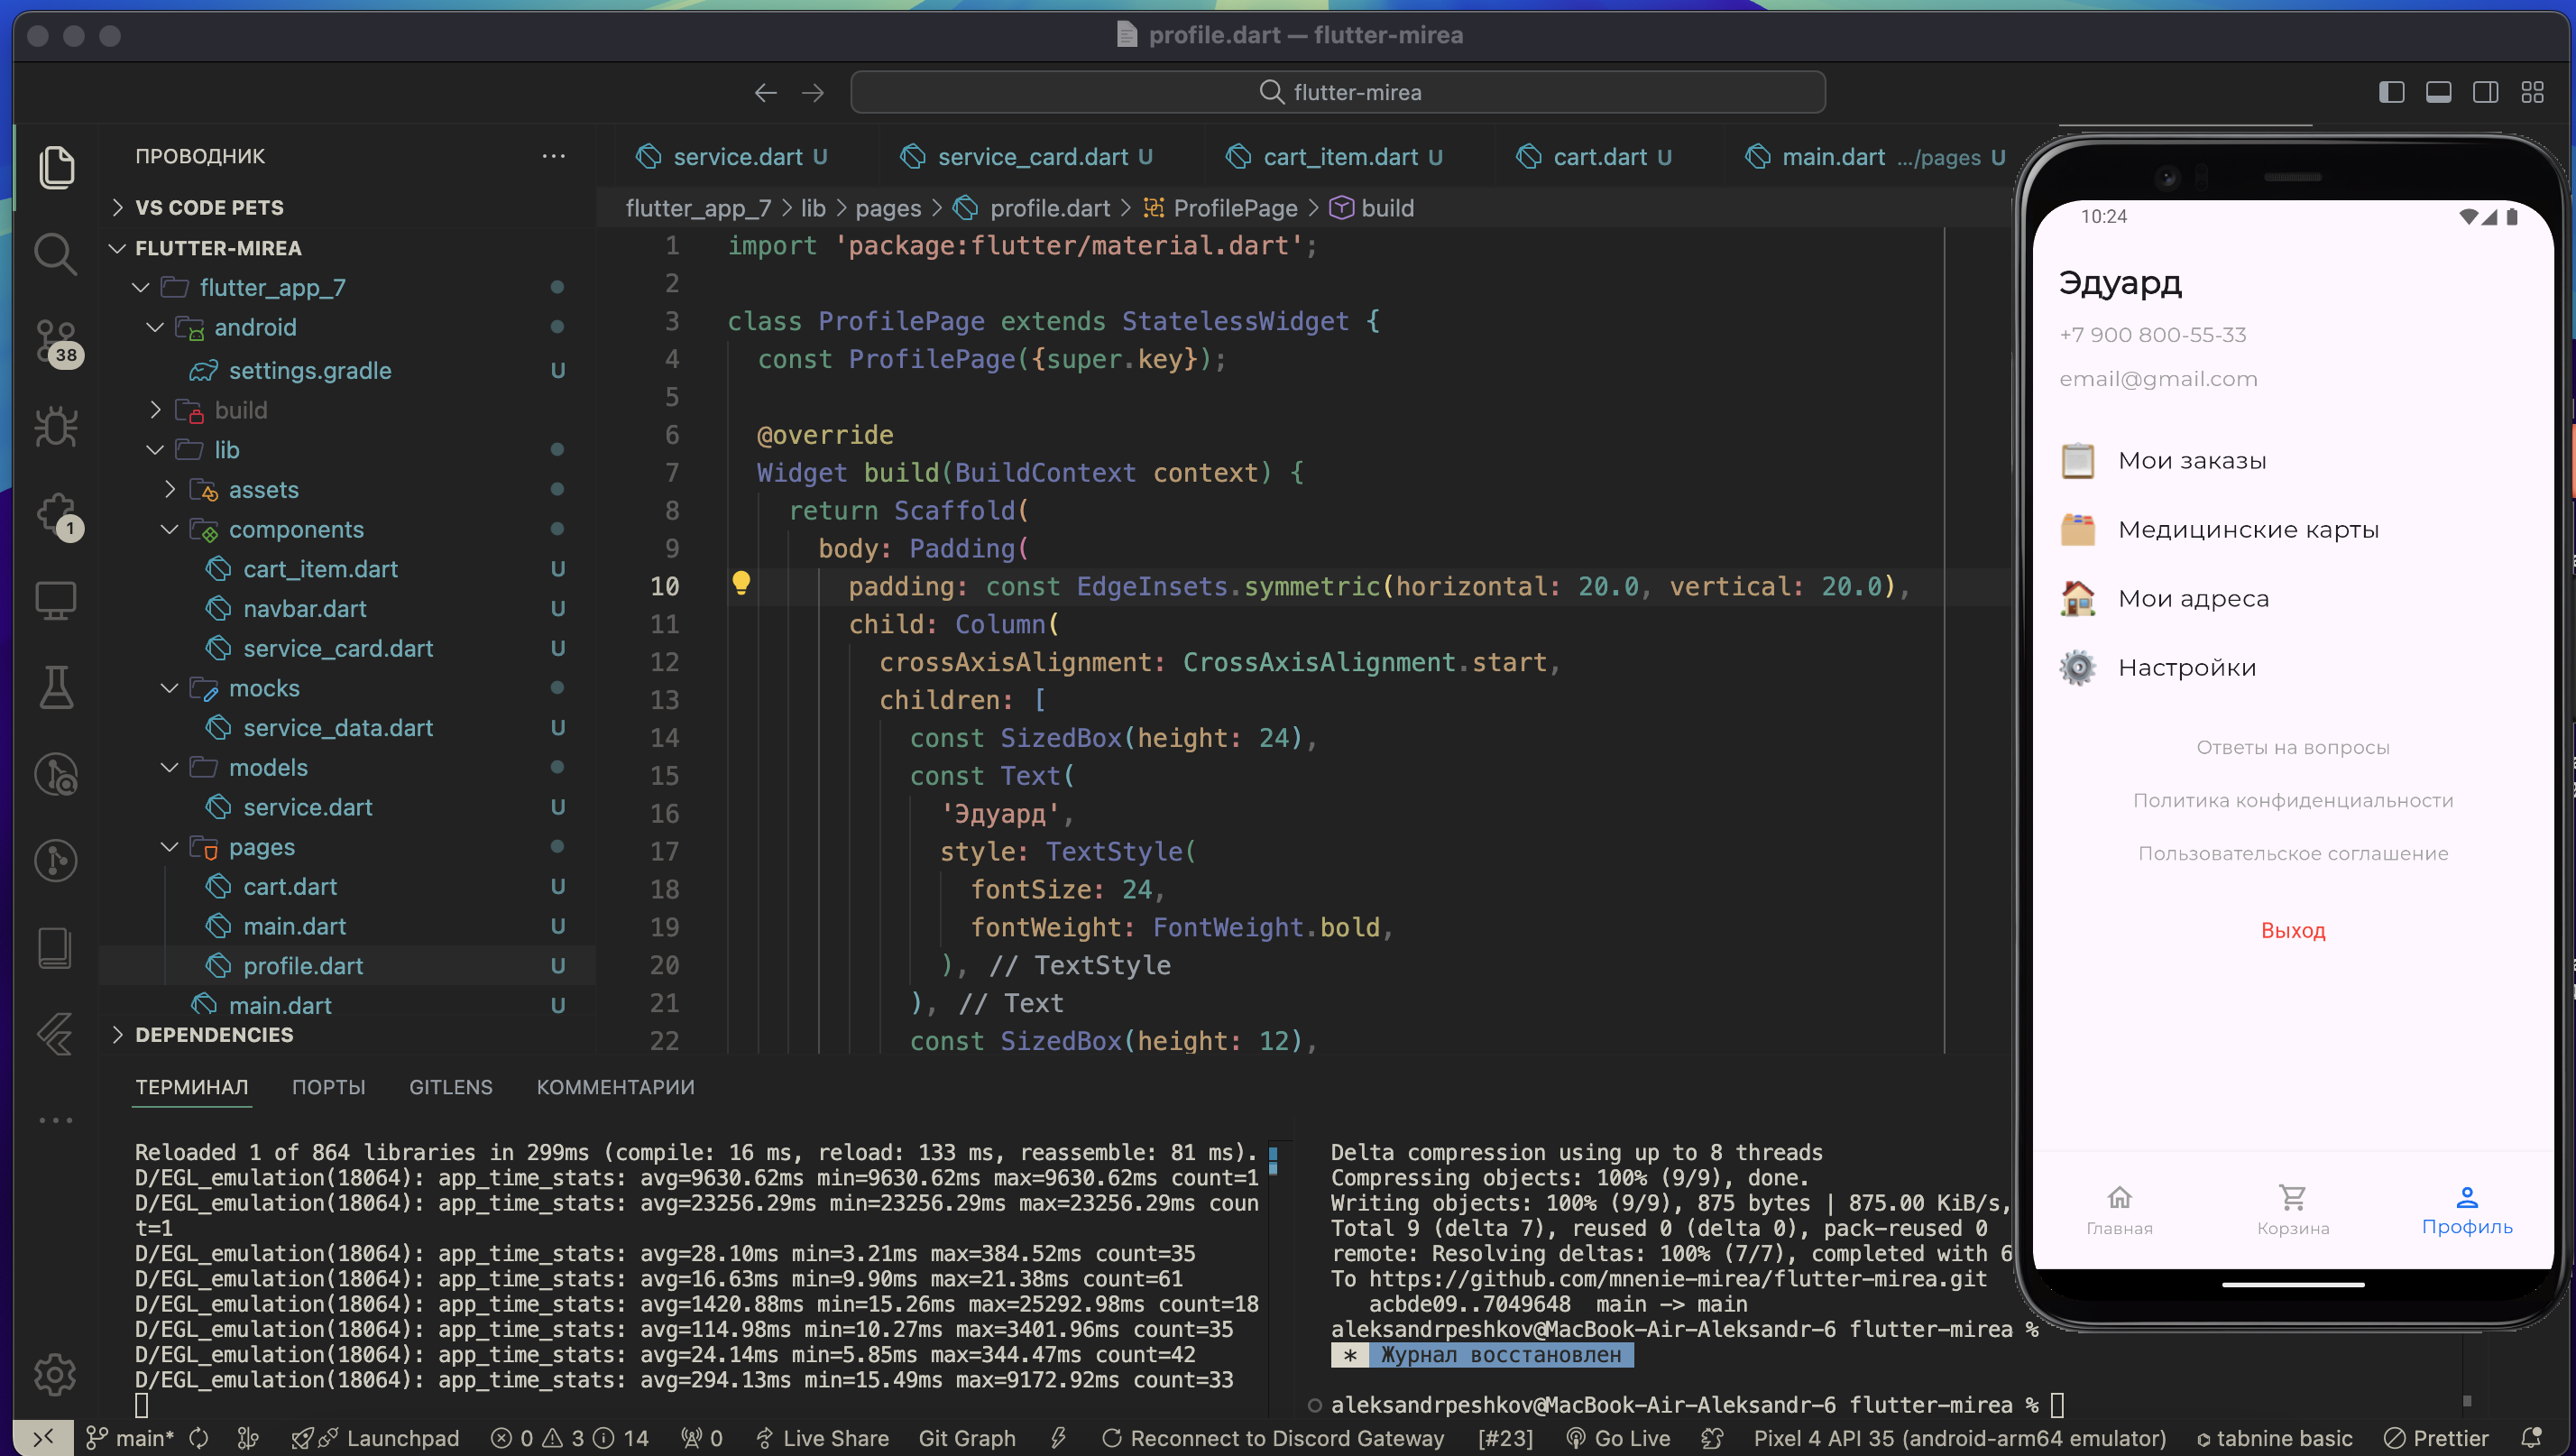 profile.dart — flutter-mirea
flutter-mirea
ПРОВОДНИК
VS CODE PETS
FLUTTER-MIREA
flutter_app_7
android
settings.gradle U
build
lib
assets
components
cart_item.dart U
navbar.dart U
service_card.dart U
mocks
service_data.dart U
models
service.dart U
pages
cart.dart U
main.dart U
profile.dart U
main.dart U
DEPENDENCIES
38
1
service.dart U service_card.dart U cart_item.dart U cart.dart U main.dart .../pages U
flutter_app_7 > lib > pages > profile.dart > ProfilePage > build
1 import 'package:flutter/material.dart';
2
3 class ProfilePage extends StatelessWidget {
4 const ProfilePage({super.key});
5
6 @override
7 Widget build(BuildContext context) {
8 return Scaffold(
9 body: Padding(
10 padding: const EdgeInsets.symmetric(horizontal: 20.0, vertical: 20.0),
11 child: Column(
12 crossAxisAlignment: CrossAxisAlignment.start,
13 children: [
14 const SizedBox(height: 24),
15 const Text(
16 'Эдуард',
17 style: TextStyle(
18 fontSize: 24,
19 fontWeight: FontWeight.bold,
20 ), // TextStyle
21 ), // Text
22 const SizedBox(height: 12),
ТЕРМИНАЛ ПОРТЫ GITLENS КОММЕНТАРИИ
Reloaded 1 of 864 libraries in 299ms (compile: 16 ms, reload: 133 ms, reassemble: 81 ms).
D/EGL_emulation(18064): app_time_stats: avg=9630.62ms min=9630.62ms max=9630.62ms count=1
D/EGL_emulation(18064): app_time_stats: avg=23256.29ms min=23256.29ms max=23256.29ms coun
t=1
D/EGL_emulation(18064): app_time_stats: avg=28.10ms min=3.21ms max=384.52ms count=35
D/EGL_emulation(18064): app_time_stats: avg=16.63ms min=9.90ms max=21.38ms count=61
D/EGL_emulation(18064): app_time_stats: avg=1420.88ms min=15.26ms max=25292.98ms count=18
D/EGL_emulation(18064): app_time_stats: avg=114.98ms min=10.27ms max=3401.96ms count=35
D/EGL_emulation(18064): app_time_stats: avg=24.14ms min=5.85ms max=344.47ms count=42
D/EGL_emulation(18064): app_time_stats: avg=294.13ms min=15.49ms max=9172.92ms count=33
Delta compression using up to 8 threads
Compressing objects: 100% (9/9), done.
Writing objects: 100% (9/9), 875 bytes | 875.00 KiB/s,
Total 9 (delta 7), reused 0 (delta 0), pack-reused 0
remote: Resolving deltas: 100% (7/7), completed with 6
To https://github.com/mnenie-mirea/flutter-mirea.git
acbde09..7049648 main -> main
aleksandrpeshkov@MacBook-Air-Aleksandr-6 flutter-mirea %
* Журнал восстановлен
aleksandrpeshkov@MacBook-Air-Aleksandr-6 flutter-mirea %
10:24
Эдуард
+7 900 800-55-33
email@gmail.com
Мои заказы
Медицинские карты
Мои адреса
Настройки
Ответы на вопросы
Политика конфиденциальности
Пользовательское соглашение
Выход
Главная Корзина Профиль
main* Launchpad 0 3 14 0 Live Share Git Graph Reconnect to Discord Gateway [#23] Go Live Pixel 4 API 35 (android-arm64 emulator) tabnine basic Prettier